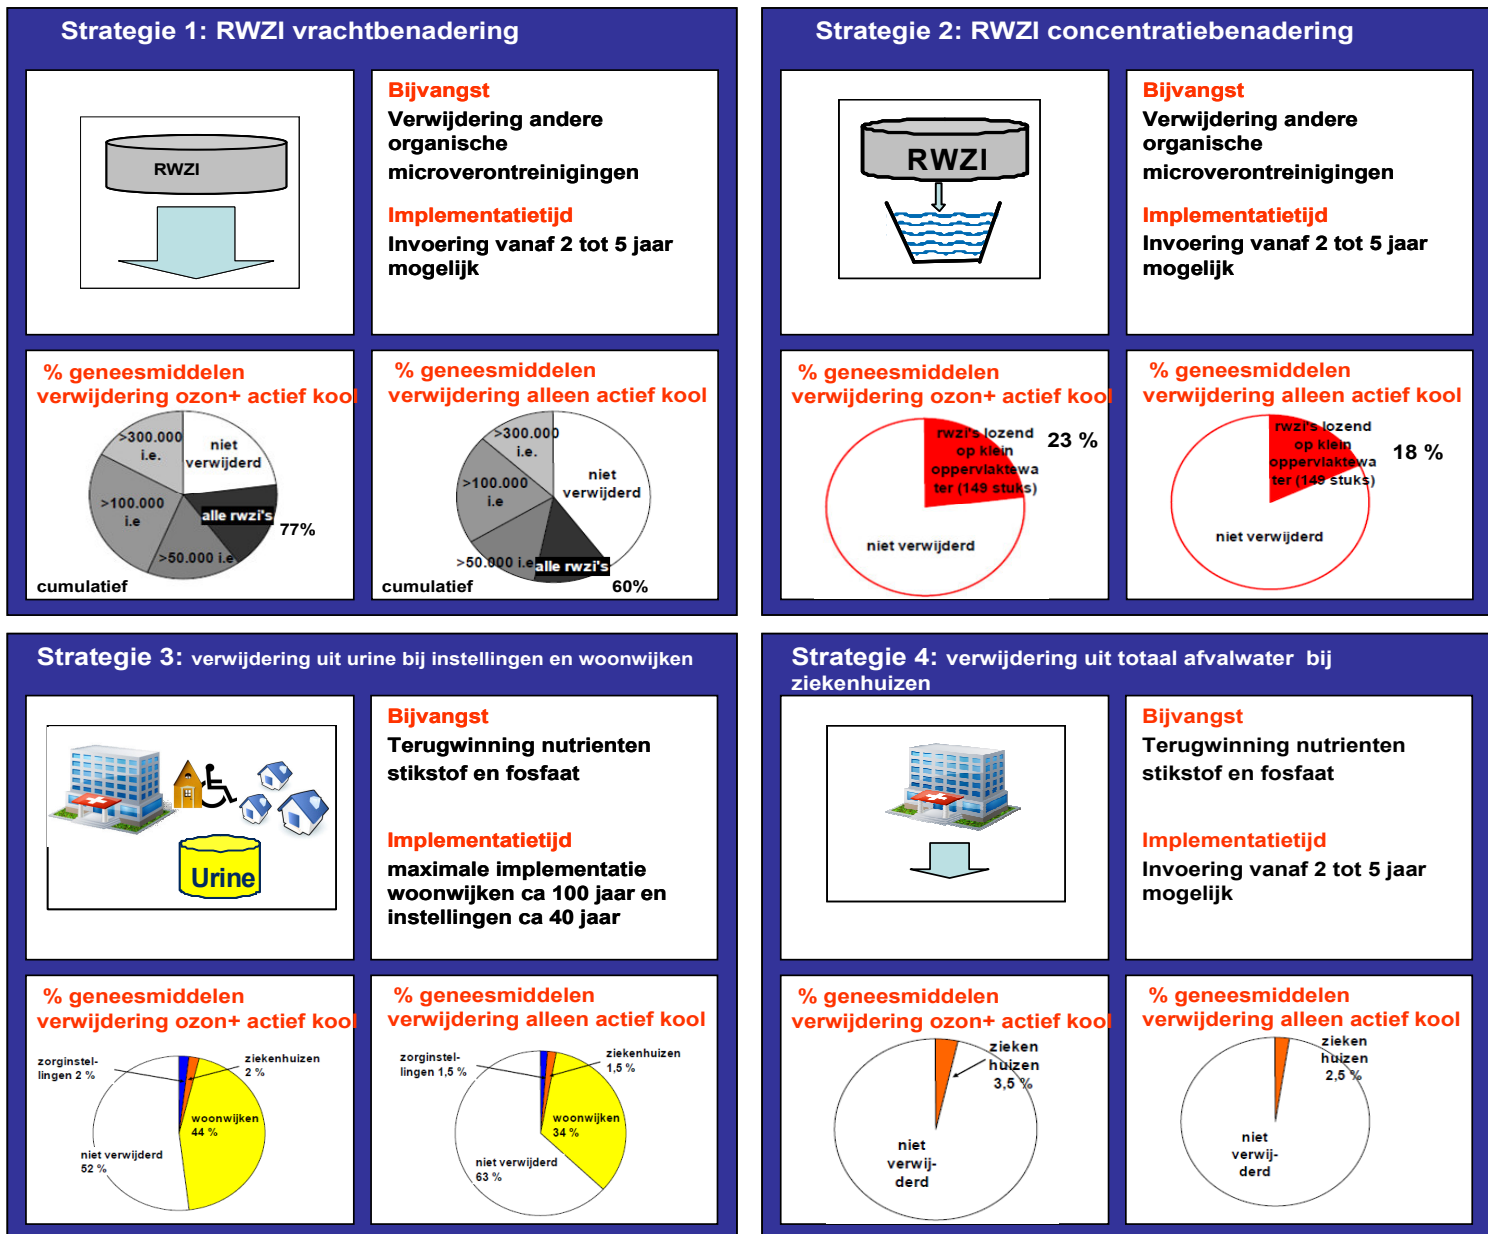 Strategie 1: RWZI vrachtbenadering
RWZI
Bijvangst
Verwijdering andere
organische
microverontreinigingen
Implementatietijd
Invoering vanaf 2 tot 5 jaar
mogelijk
% geneesmiddelen
verwijdering ozon+ actief kool
>300.000
i.e.
niet
verwijderd
>100.000
i.e
alle rwzi's
77%
>50.000 i.e
cumulatief
% geneesmiddelen
verwijdering alleen actief kool
>300.000
i.e.
niet
verwijderd
>100.000
i.e
>50.000 i.e
alle rwzi's
cumulatief
60%
Strategie 2: RWZI concentratiebenadering
RWZI
Bijvangst
Verwijdering andere
organische
microverontreinigingen
Implementatietijd
Invoering vanaf 2 tot 5 jaar
mogelijk
% geneesmiddelen
verwijdering ozon+ actief kool
rwzi's lozend
op klein
oppervlaktewa
ter (149 stuks)
23 %
niet verwijderd
% geneesmiddelen
verwijdering alleen actief kool
rwzi's lozend
op klein
oppervlaktewa
ter (149 stuks)
18 %
niet verwijderd
Strategie 3: verwijdering uit urine bij instellingen en woonwijken
Urine
Bijvangst
Terugwinning nutrienten
stikstof en fosfaat
Implementatietijd
maximale implementatie
woonwijken ca 100 jaar en
instellingen ca 40 jaar
% geneesmiddelen
verwijdering ozon+ actief kool
zorginstel-
lingen 2 %
ziekenhuizen
2 %
woonwijken
44 %
niet verwijderd
52 %
% geneesmiddelen
verwijdering alleen actief kool
zorginstel-
lingen 1,5 %
ziekenhuizen
1,5 %
woonwijken
34 %
niet verwijderd
63 %
Strategie 4: verwijdering uit totaal afvalwater bij
ziekenhuizen
Bijvangst
Terugwinning nutrienten
stikstof en fosfaat
Implementatietijd
Invoering vanaf 2 tot 5 jaar
mogelijk
% geneesmiddelen
verwijdering ozon+ actief kool
zieken
huizen
3,5 %
niet
verwij-
derd
% geneesmiddelen
verwijdering alleen actief kool
zieken
huizen
2,5 %
niet
verwij-
derd